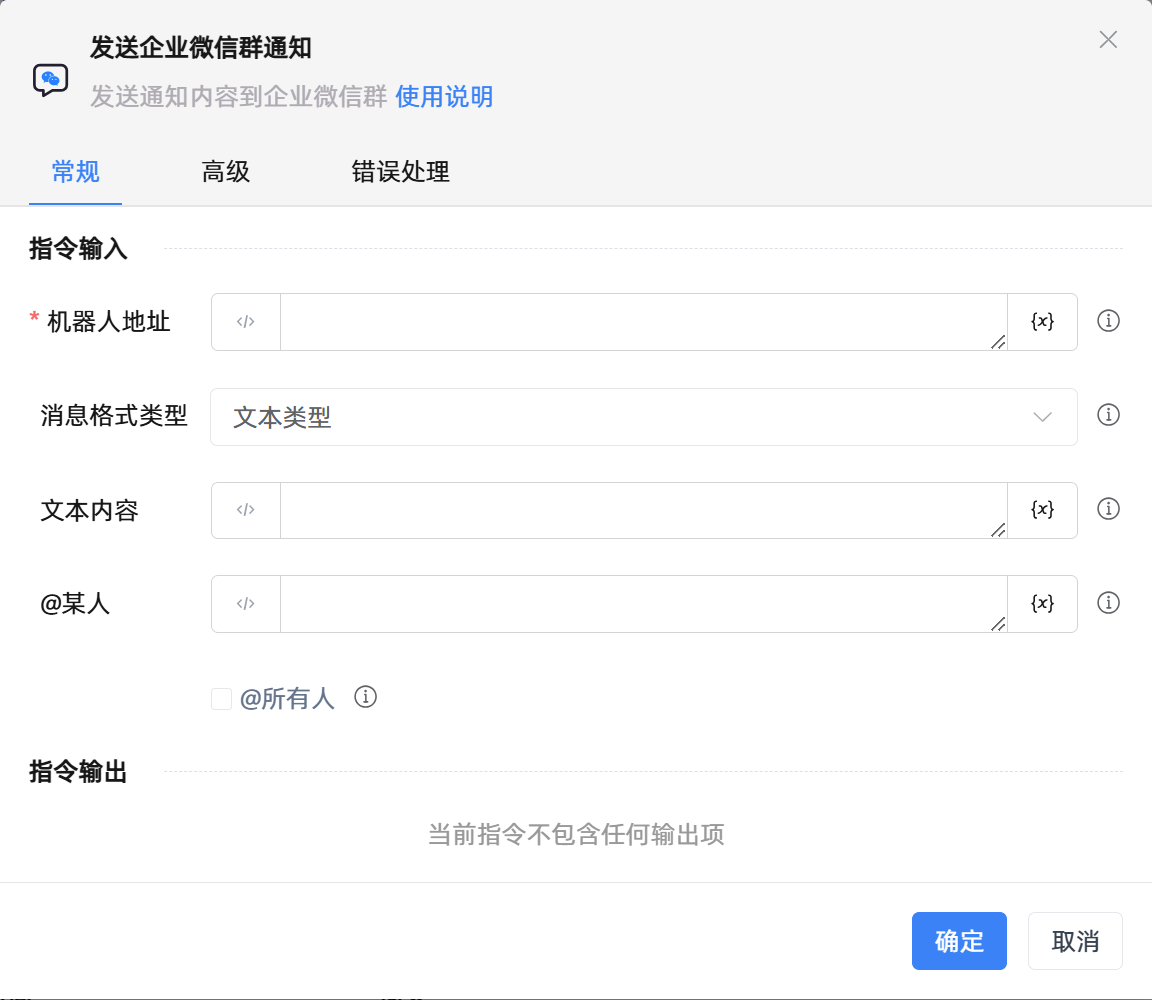 发送企业微信群通知
发送通知内容到企业微信群 使用说明
常规 高级 错误处理
指令输入
* 机器人地址 </> {x}
消息格式类型 文本类型
文本内容 </> {x}
@某人 </> {x}
@所有人
指令输出
当前指令不包含任何输出项
确定 取消